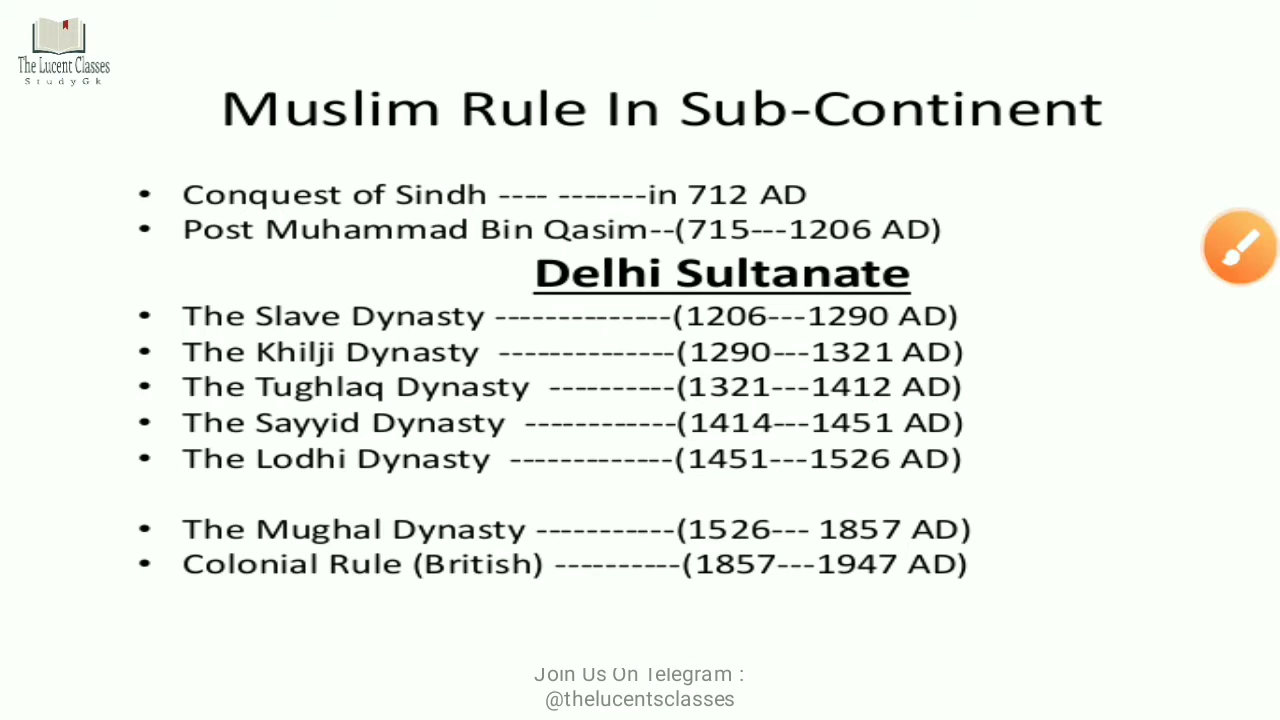 The Lucent Classes
StudyGk
Muslim Rule In Sub-Continent
• Conquest of Sindh ---- -------in 712 AD
• Post Muhammad Bin Qasim--(715---1206 AD)
Delhi Sultanate
• The Slave Dynasty --------------(1206---1290 AD)
• The Khilji Dynasty --------------(1290---1321 AD)
• The Tughlaq Dynasty ----------(1321---1412 AD)
• The Sayyid Dynasty ------------(1414---1451 AD)
• The Lodhi Dynasty -------------(1451---1526 AD)
• The Mughal Dynasty -----------(1526--- 1857 AD)
• Colonial Rule (British) ----------(1857---1947 AD)
Join Us On Telegram :
@thelucentsclasses